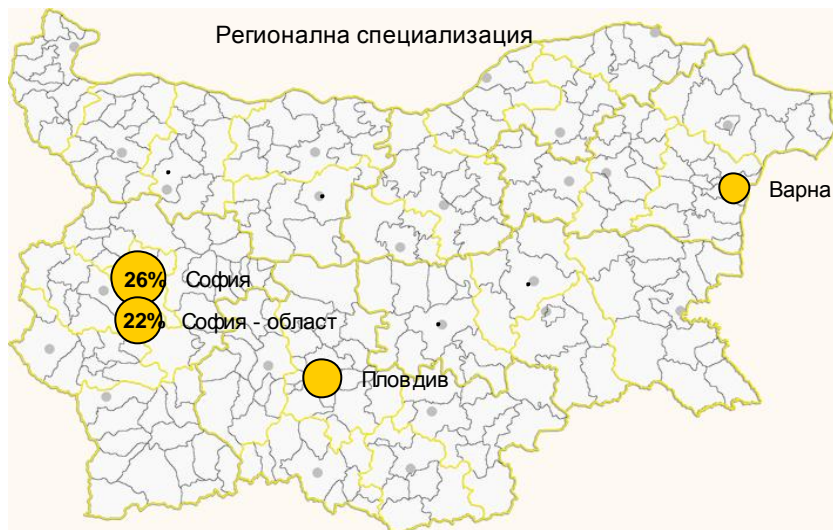 Регионална специализация
Варна
26% София
22% София - област
Пловдив